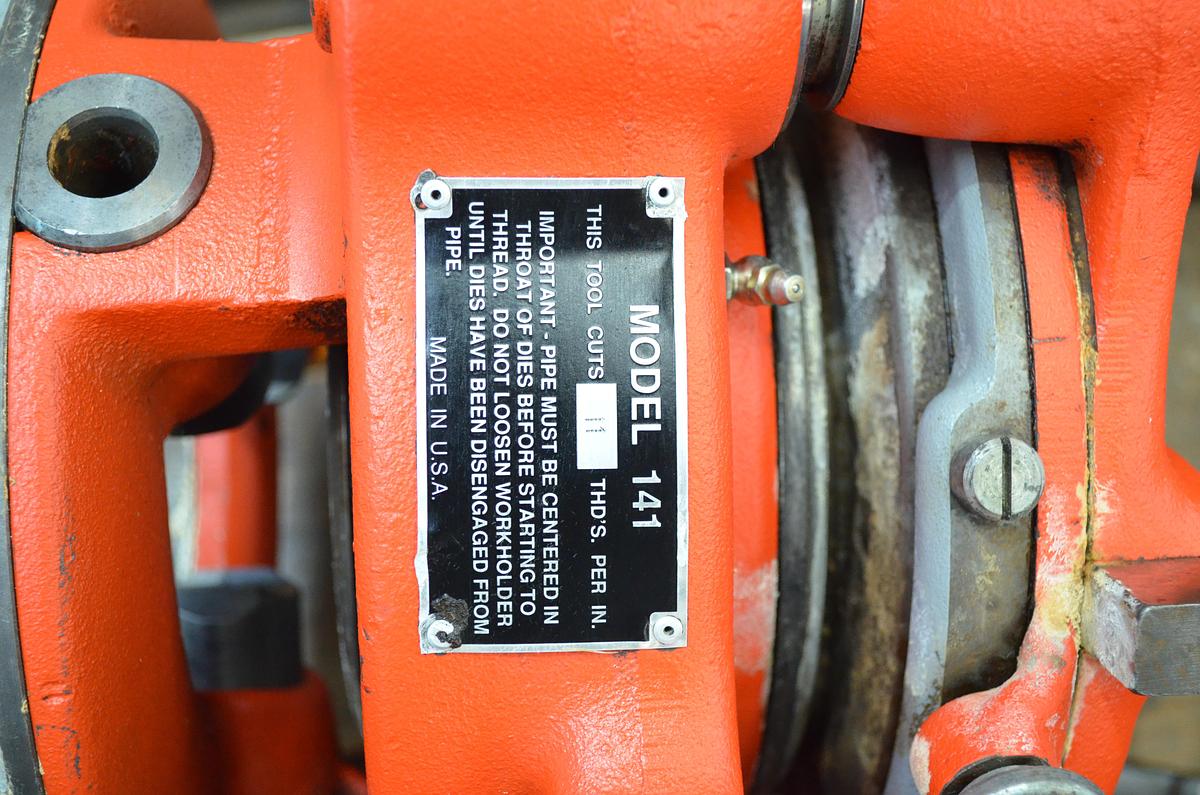 MODEL 141
THIS TOOL CUTS 11 THD'S. PER IN.
IMPORTANT - PIPE MUST BE CENTERED IN
THROAT OF DIES BEFORE STARTING TO
THREAD. DO NOT LOOSEN WORKHOLDER
UNTIL DIES HAVE BEEN DISENGAGED FROM
PIPE.
MADE IN U.S.A.